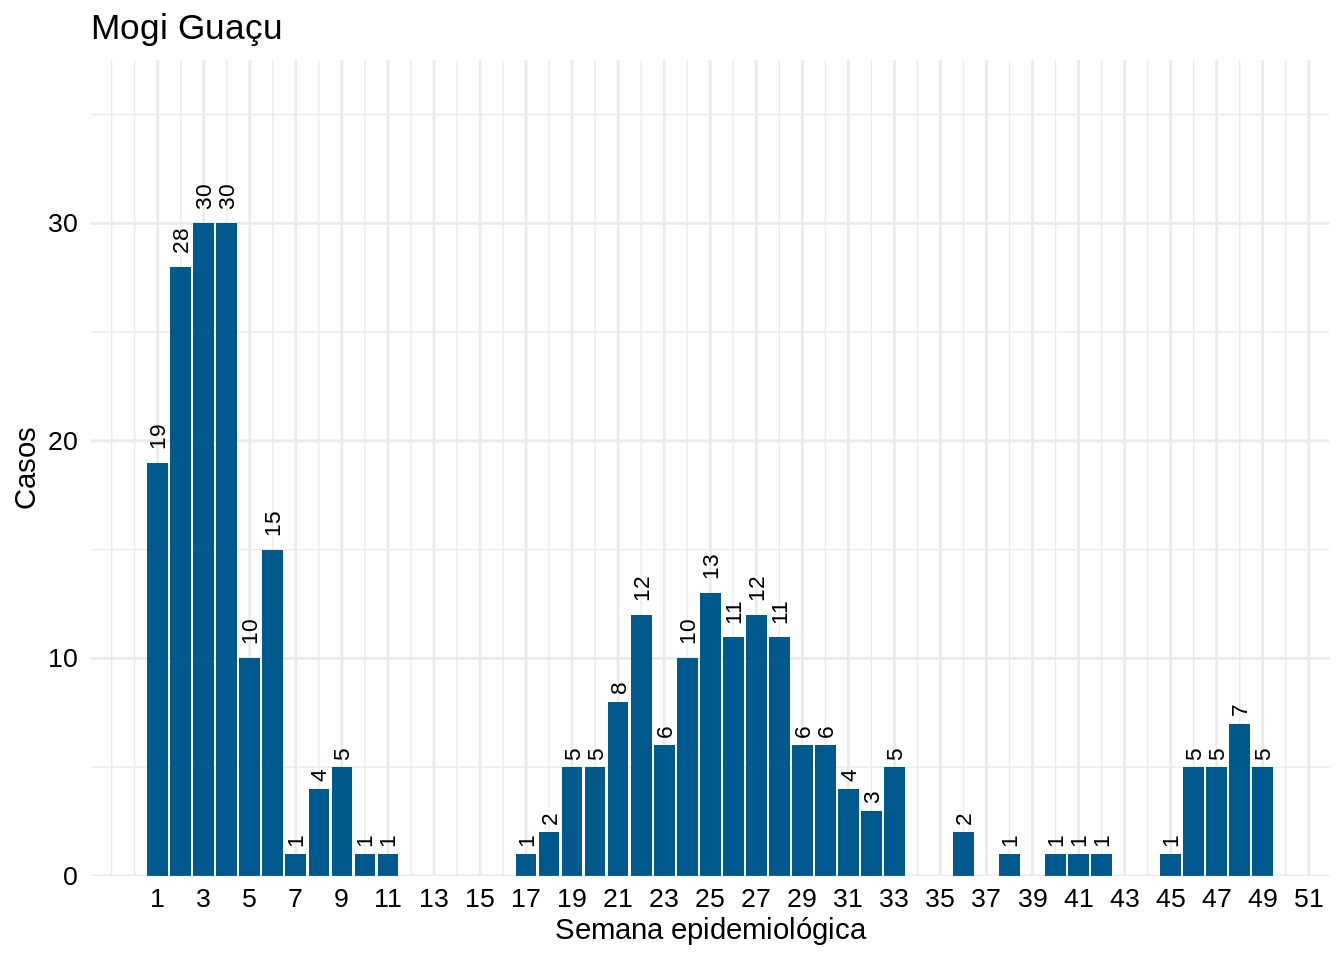 Mogi Guaçu
Casos
30
20
10
0
19 28 30 30 10 15 1 4 5 1 1 1 2 5 5 8 12 6 10 13 11 12 11 6 6 4 3 5 2 1 1 1 1 1 5 5 7 5
1 3 5 7 9 11 13 15 17 19 21 23 25 27 29 31 33 35 37 39 41 43 45 47 49 51
Semana epidemiológica